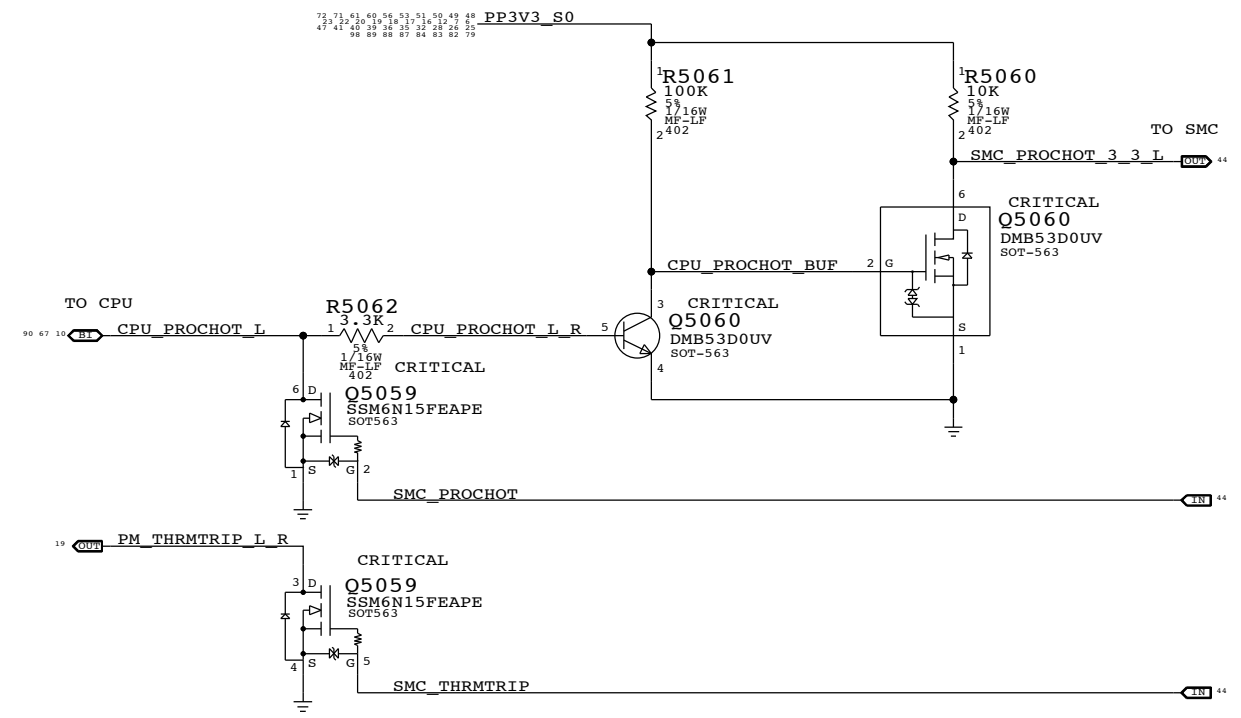 72 71 61 60 56 53 51 50 49 48
23 22 20 19 18 17 16 12 7 6
47 41 40 39 36 35 32 28 26 25
98 89 88 87 84 83 82 79
PP3V3_S0
1
R5061
100K
5%
1/16W
MF-LF
402
2
1
R5060
10K
5%
1/16W
MF-LF
402
2
TO SMC
SMC_PROCHOT_3_3_L
OUT
44
6
CRITICAL
D
Q5060
DMB53D0UV
SOT-563
CPU_PROCHOT_BUF
2
G
S
1
TO CPU
90 67 10
BI
CPU_PROCHOT_L
R5062
1
3.3K
2
5%
1/16W
MF-LF
402
CPU_PROCHOT_L_R
5
3
CRITICAL
Q5060
DMB53D0UV
SOT-563
4
CRITICAL
6
D
Q5059
SSM6N15FEAPE
SOT563
1
S
G
2
SMC_PROCHOT
IN
44
19
OUT
PM_THRMTRIP_L_R
CRITICAL
3
D
Q5059
SSM6N15FEAPE
SOT563
4
S
G
5
SMC_THRMTRIP
IN
44